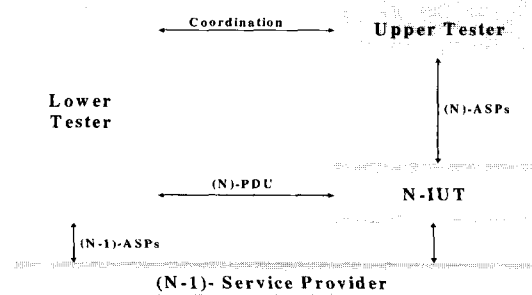 Coordination
Upper Tester
Lower
Tester
(N)-ASPs
(N)-PDU
N-IUT
(N-1)-ASPs
(N-1)- Service Provider